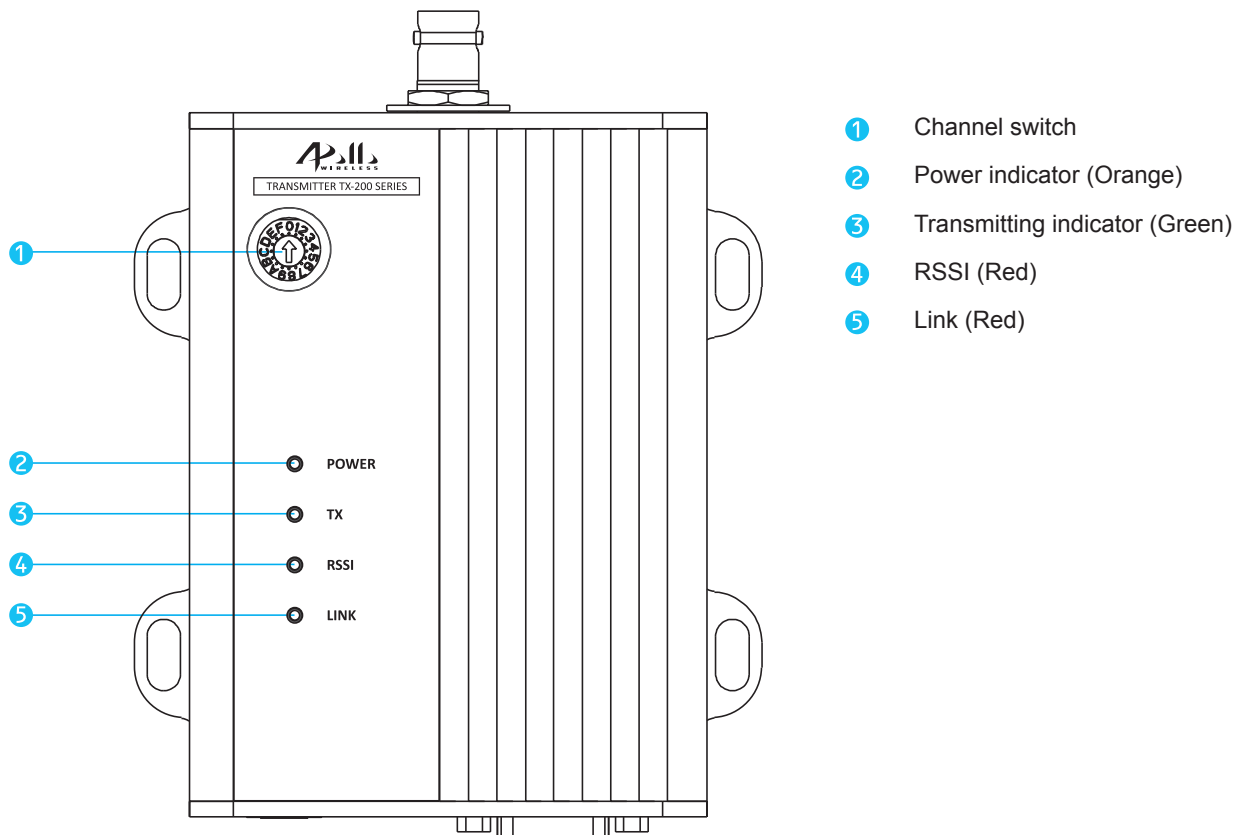 Apollo
WIRELESS
TRANSMITTER TX-200 SERIES
0123456789ABCDEF
POWER
TX
RSSI
LINK
1
2
3
4
5
1 Channel switch
2 Power indicator (Orange)
3 Transmitting indicator (Green)
4 RSSI (Red)
5 Link (Red)